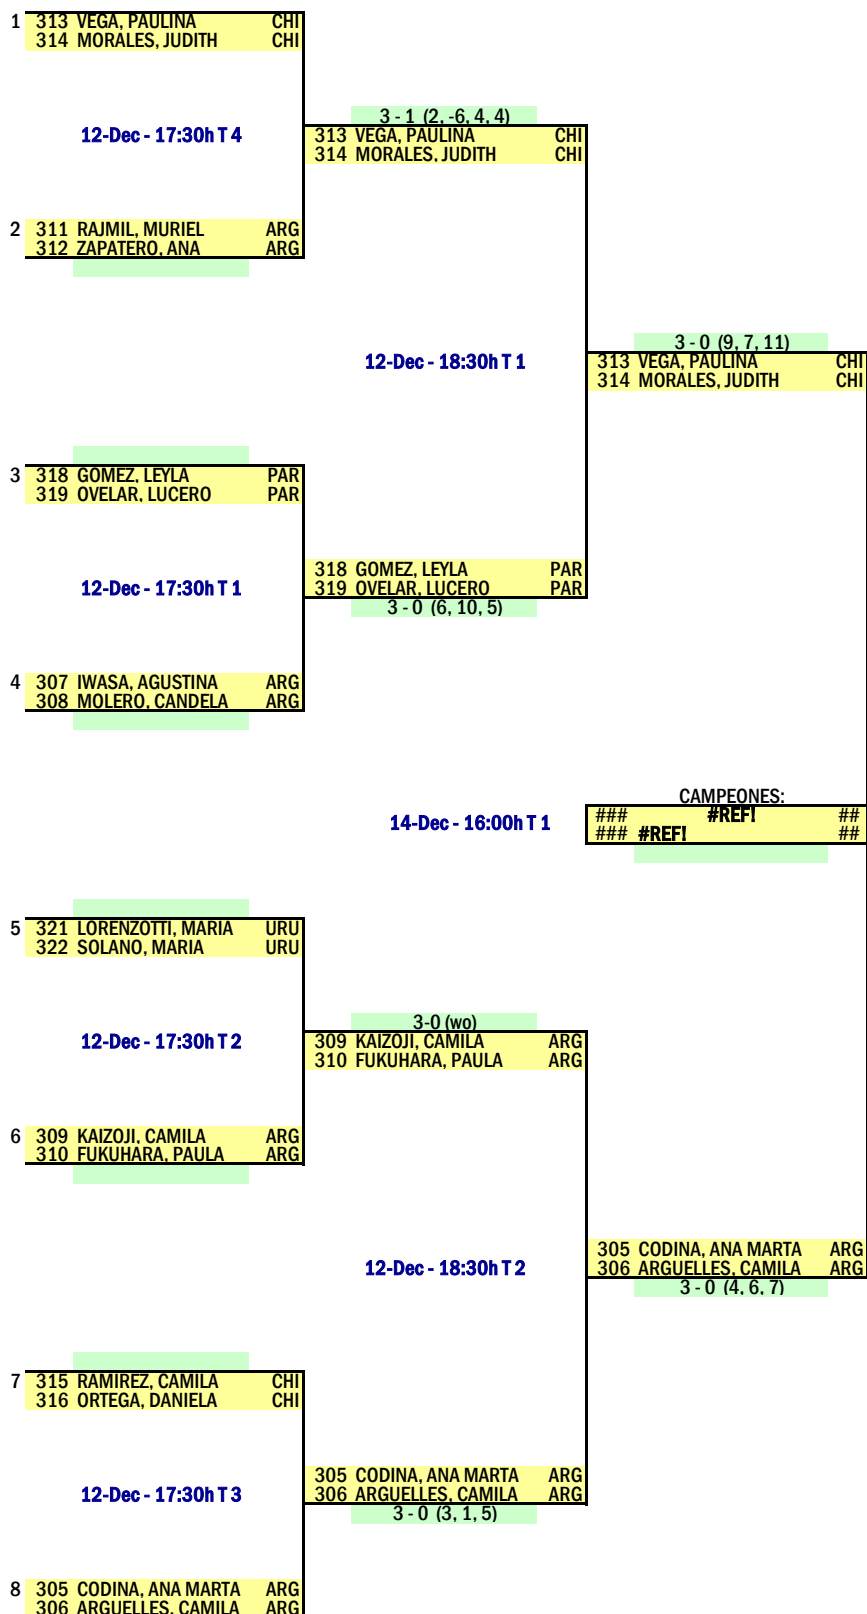 1 313 VEGA, PAULINA CHI
314 MORALES, JUDITH CHI
3 - 1 (2, -6, 4, 4)
12-Dec - 17:30h T 4
313 VEGA, PAULINA CHI
314 MORALES, JUDITH CHI
2 311 RAJMIL, MURIEL ARG
312 ZAPATERO, ANA ARG
3 - 0 (9, 7, 11)
12-Dec - 18:30h T 1
313 VEGA, PAULINA CHI
314 MORALES, JUDITH CHI
3 318 GOMEZ, LEYLA PAR
319 OVELAR, LUCERO PAR
12-Dec - 17:30h T 1
318 GOMEZ, LEYLA PAR
319 OVELAR, LUCERO PAR
3 - 0 (6, 10, 5)
4 307 IWASA, AGUSTINA ARG
308 MOLERO, CANDELA ARG
CAMPEONES:
14-Dec - 16:00h T 1
### #REF! ##
### #REF! ##
5 321 LORENZOTTI, MARIA URU
322 SOLANO, MARIA URU
3-0 (wo)
12-Dec - 17:30h T 2
309 KAIZOJI, CAMILA ARG
310 FUKUHARA, PAULA ARG
6 309 KAIZOJI, CAMILA ARG
310 FUKUHARA, PAULA ARG
12-Dec - 18:30h T 2
305 CODINA, ANA MARTA ARG
306 ARGUELLES, CAMILA ARG
3 - 0 (4, 6, 7)
7 315 RAMIREZ, CAMILA CHI
316 ORTEGA, DANIELA CHI
12-Dec - 17:30h T 3
305 CODINA, ANA MARTA ARG
306 ARGUELLES, CAMILA ARG
3 - 0 (3, 1, 5)
8 305 CODINA, ANA MARTA ARG
306 ARGUELLES, CAMILA ARG